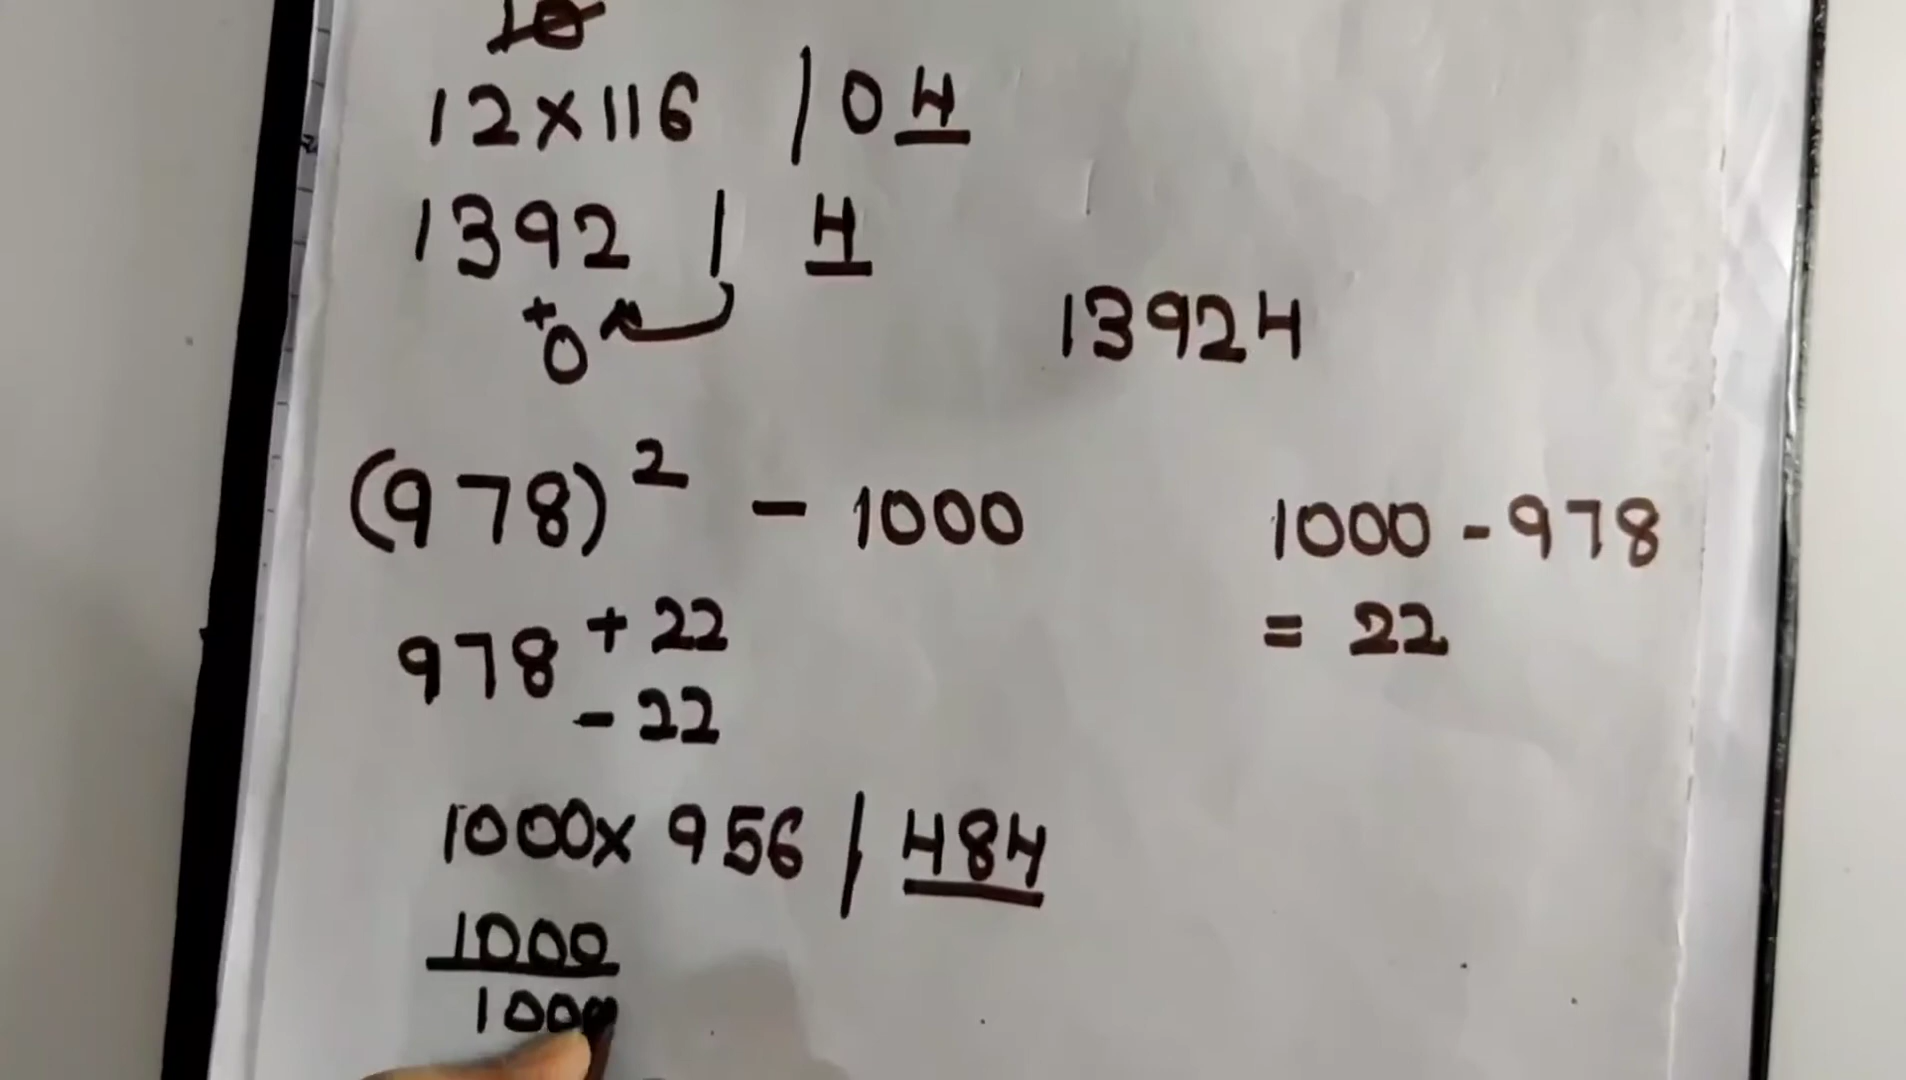 12×116 / 04
1392 | 4
+0
13924
(978)² - 1000
1000 - 978
= 22
978 + 22
- 22
1000× 956 / 484
1000
1000